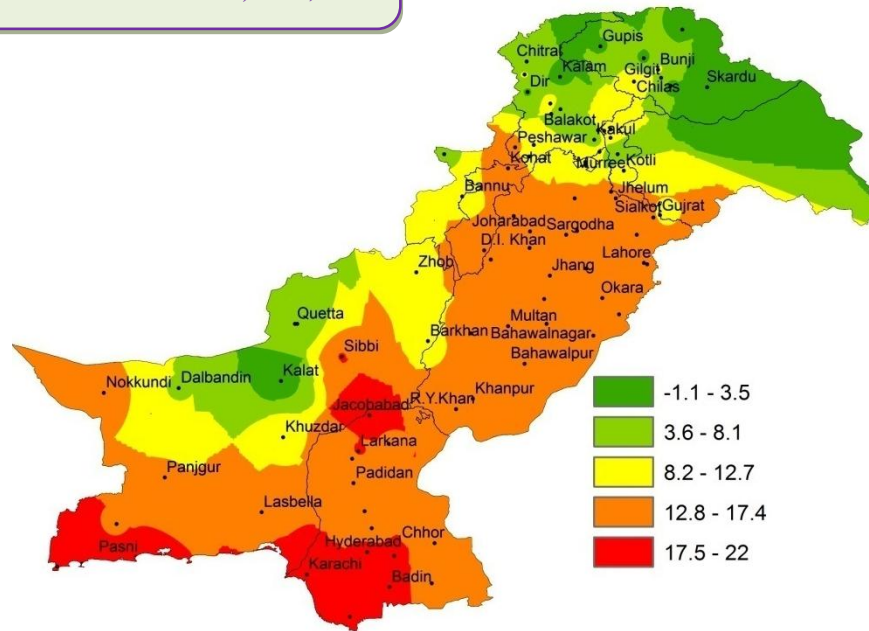 Gupis
Chitral
Bunji
Kalam
Gilgit
Skardu
Dir
Chilas
Balakot
Kakul
Peshawar
Kohat
Murree
Kotli
Bannu
Jhelum
Sialkot
Gujrat
Joharabad
Sargodha
D.I. Khan
Lahore
Zhob
Jhang
Okara
Quetta
Multan
Barkhan
Bahawalnagar
Sibbi
Bahawalpur
Nokkundi
Dalbandin
Kalat
Khanpur
R.Y.Khan
Jacobabad
Khuzdar
Larkana
Panjgur
Padidan
Lasbella
Chhor
Hyderabad
Pasni
Karachi
Badin
-1.1 - 3.5
3.6 - 8.1
8.2 - 12.7
12.8 - 17.4
17.5 - 22